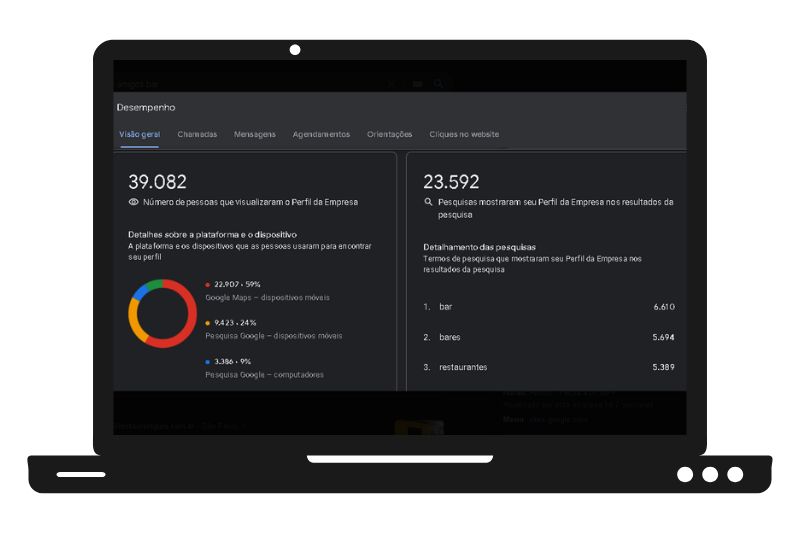 amigos bar
Desempenho
Visão geral
Chamadas
Mensagens
Agendamentos
Orientações
Cliques no website
39.082
Número de pessoas que visualizaram o Perfil da Empresa
Detalhes sobre a plataforma e o dispositivo
A plataforma e os dispositivos que as pessoas usaram para encontrar
seu perfil
22.907 • 59%
Google Maps – dispositivos móveis
9.423 • 24%
Pesquisa Google – dispositivos móveis
3.386 • 9%
Pesquisa Google – computadores
23.592
Pesquisas mostraram seu Perfil da Empresa nos resultados da
pesquisa
Detalhamento das pesquisas
Termos de pesquisa que mostraram seu Perfil da Empresa nos
resultados da pesquisa
1. bar 6.610
2. bares 5.694
3. restaurantes 5.389